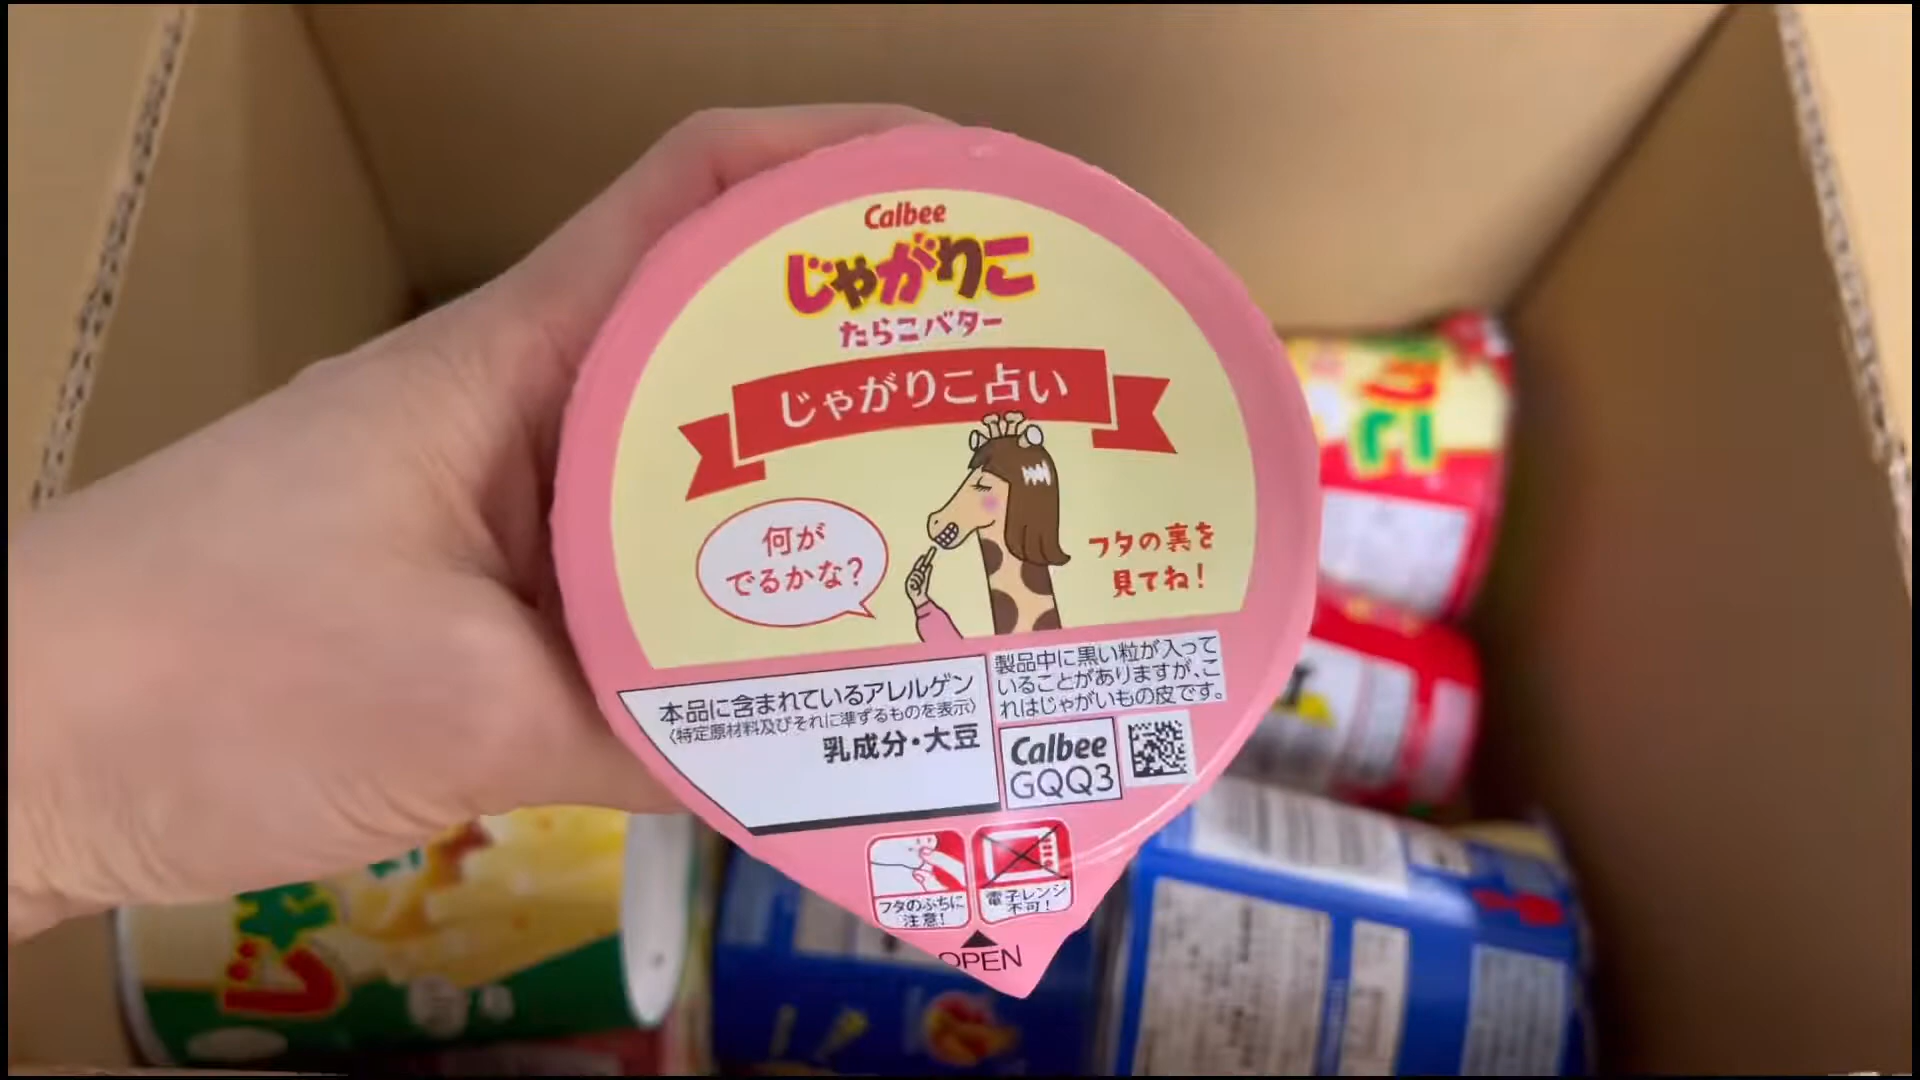 Calbee
じゃがりこ
たらこバター
じゃがりこ占い
何が
でるかな?
フタの裏を
見てね!
本品に含まれているアレルゲン
〈特定原材料及びそれに準ずるものを表示〉
乳成分・大豆
製品中に黒い粒が入って
いることがありますが、こ
れはじゃがいもの皮です。
Calbee
GQQ3
フタのふちに
注意!
電子レンジ
不可!
OPEN